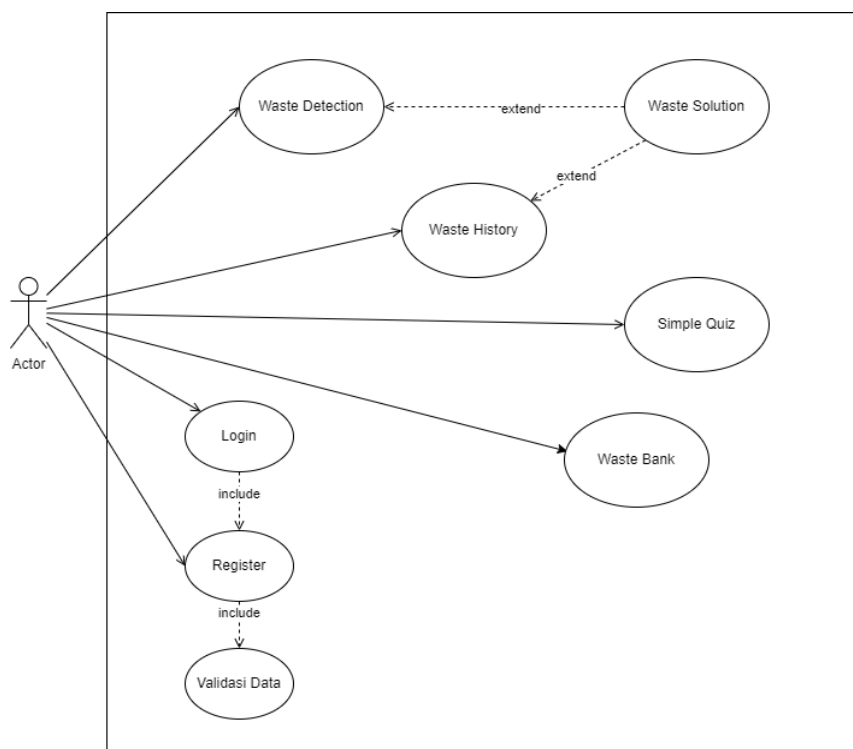 Waste Detection
extend
Waste Solution
extend
Waste History
Simple Quiz
Actor
Login
Waste Bank
include
Register
include
Validasi Data